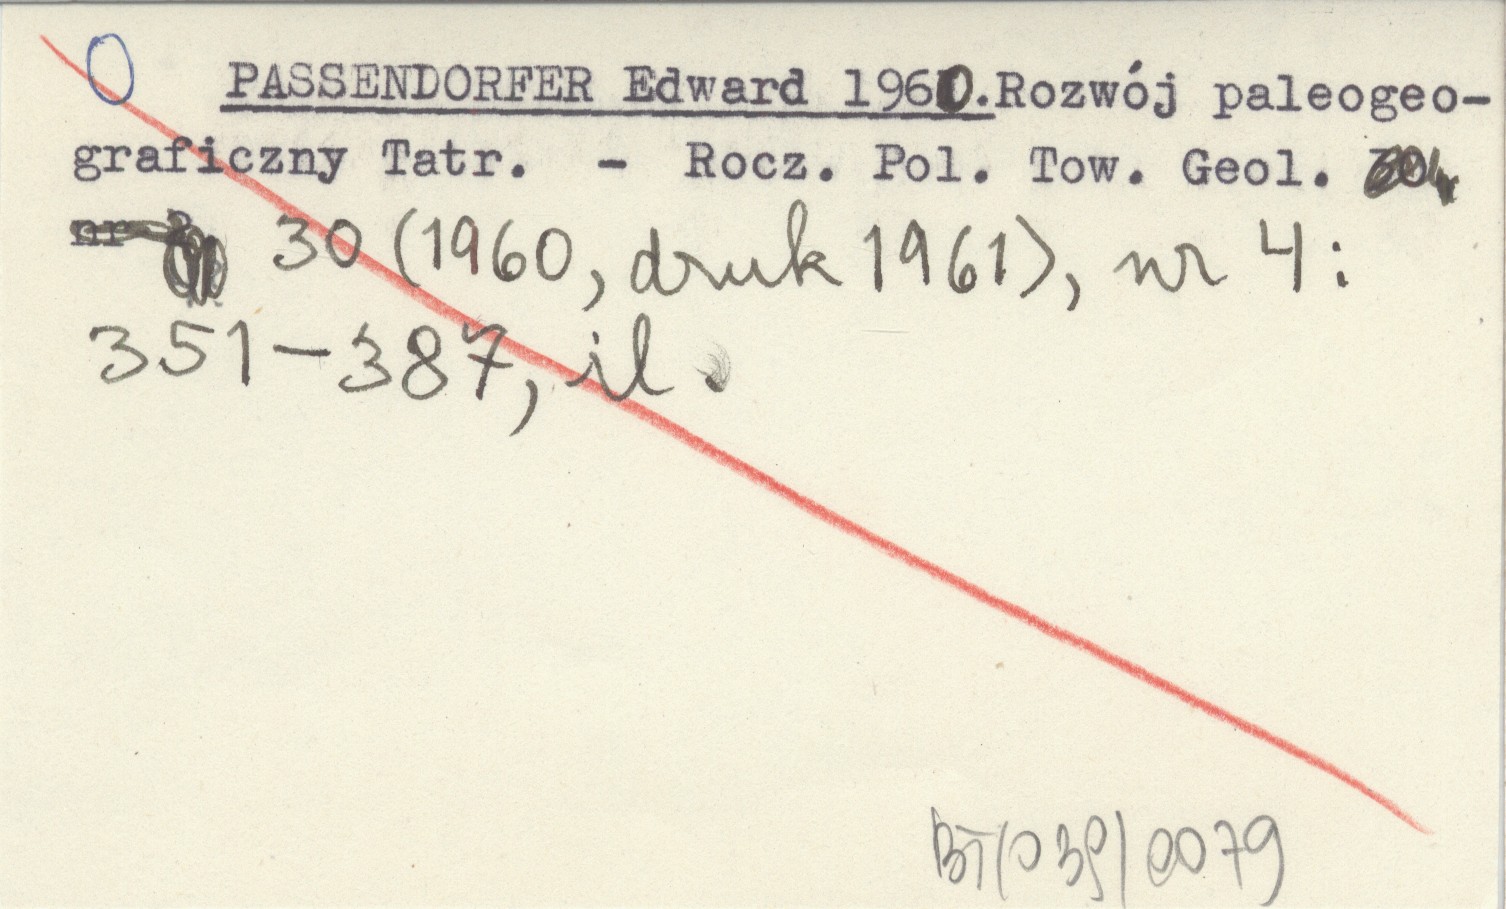 PASSENDORFER Edward 1960. Rozwój paleogeo-
graficzny Tatr. - Rocz. Pol. Tow. Geol.
30 (1960, druk 1961), nr 4:
351-387, il.
BT/039/0079